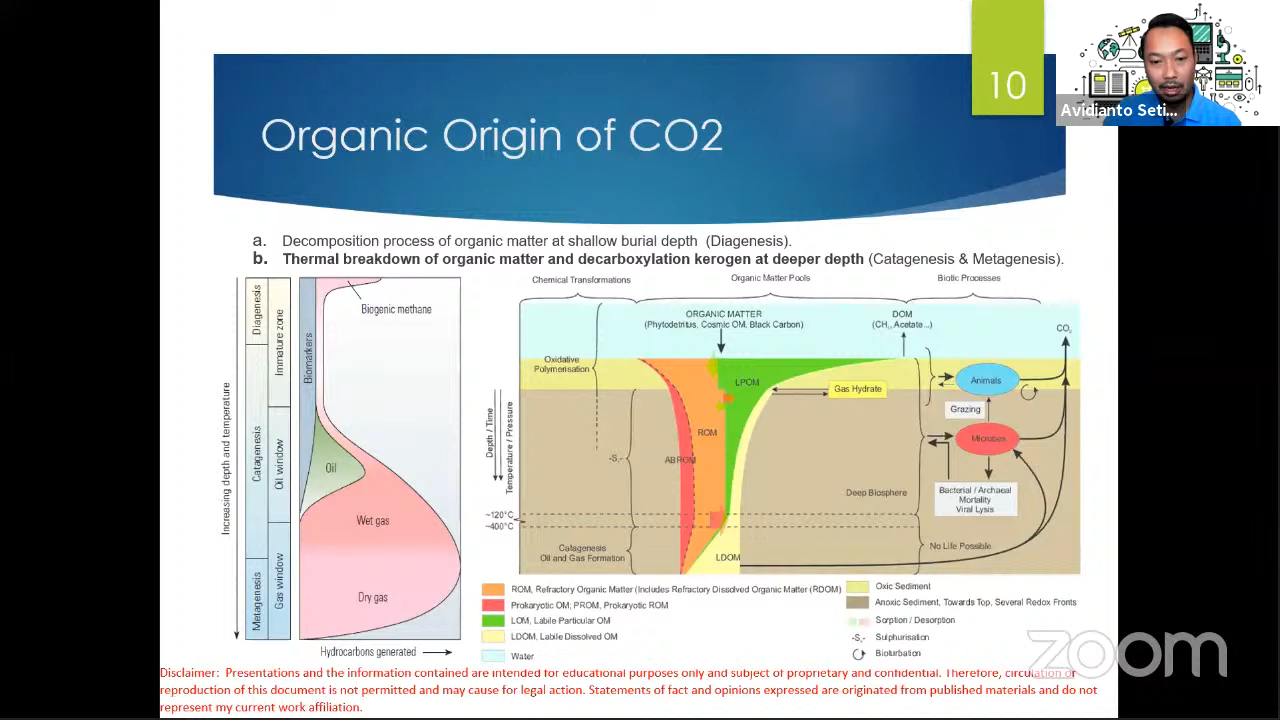 10
Avidianto Seti...
Organic Origin of CO2
a. Decomposition process of organic matter at shallow burial depth (Diagenesis).
b. Thermal breakdown of organic matter and decarboxylation kerogen at deeper depth (Catagenesis & Metagenesis).
Increasing depth and temperature
Diagenesis
Catagenesis
Metagenesis
Immature zone
Oil window
Gas window
Biomarkers
Biogenic methane
Oil
Wet gas
Dry gas
Hydrocarbons generated
Chemical Transformations
Organic Matter Pools
Biotic Processes
ORGANIC MATTER
(Phytodetritus, Cosmic OM, Black Carbon)
DOM
(CH₄, Acetate...)
CO₂
Oxidative
Polymerisation
LPOM
Gas Hydrate
Animals
Grazing
Depth / Time
Temperature / Pressure
ROM
Microbes
-Sₓ-
ABROM
Deep Biosphere
Bacterial / Archaeal
Mortality
Viral Lysis
~120°C
~400°C
Catagenesis
Oil and Gas Formation
LDOM
No Life Possible
ROM, Refractory Organic Matter (Includes Refractory Dissolved Organic Matter (RDOM)
Prokaryotic OM; PROM, Prokaryotic ROM
LOM, Labile Particular OM
LDOM, Labile Dissolved OM
Water
Oxic Sediment
Anoxic Sediment, Towards Top, Several Redox Fronts
Sorption / Desorption
-Sₓ- Sulphurisation
Bioturbation
zoom
Disclaimer: Presentations and the information contained are intended for educational purposes only and subject of proprietary and confidential. Therefore, circulation or
reproduction of this document is not permitted and may cause for legal action. Statements of fact and opinions expressed are originated from published materials and do not
represent my current work affiliation.